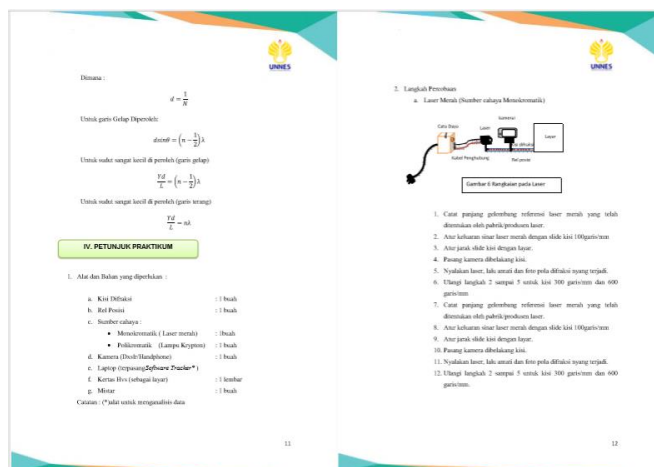 UNNES
Dimana :
d = 1/N
Untuk garis Gelap Diperoleh:
dsinθ = (n − 1/2) λ
Untuk sudut sangat kecil di peroleh (garis gelap)
Yd/L = (n − 1/2) λ
Untuk sudut sangat kecil di peroleh (garis terang)
Yd/L = nλ
IV. PETUNJUK PRAKTIKUM
1. Alat dan Bahan yang diperlukan :
a. Kisi Difraksi : 1 buah
b. Rel Posisi : 1 buah
c. Sumber cahaya :
• Monokromatik ( Laser merah) : 1buah
• Polikromatik (Lampu Krypton) : 1 buah
d. Kamera (Dsolr/Handphone) : 1 buah
e. Laptop (terpasang Software Tracker* )
f. Kertas Hvs (sebagai layar) : 1 lembar
g. Mistar : 1 buah
Catatan : (*)alat untuk menganalisis data
11
UNNES
2. Langkah Percobaan
a. Laser Merah (Sumber cahaya Monokromatik)
kamera
Catu Daya
Laser
Layar
Kabel Penghubung
Rel posisi
Gambar 6 Rangkaian pada Laser
1. Catat panjang gelombang referensi laser merah yang telah
ditentukan oleh pabrik/produsen laser.
2. Atur keluaran sinar laser merah dengan slide kisi 100garis/mm
3. Atur jarak slide kisi dengan layar.
4. Pasang kamera dibelakang kisi.
5. Nyalakan laser, lalu amati dan foto pola difraksi nyang terjadi.
6. Ulangi langkah 2 sampai 5 untuk kisi 300 garis/mm dan 600
garis/mm
7. Catat panjang gelombang referensi laser merah yang telah
ditentukan oleh pabrik/produsen laser.
8. Atur keluaran sinar laser merah dengan slide kisi 100garis/mm
9. Atur jarak slide kisi dengan layar.
10. Pasang kamera dibelakang kisi.
11. Nyalakan laser, lalu amati dan foto pola difraksi nyang terjadi.
12. Ulangi langkah 2 sampai 5 untuk kisi 300 garis/mm dan 600
garis/mm.
12